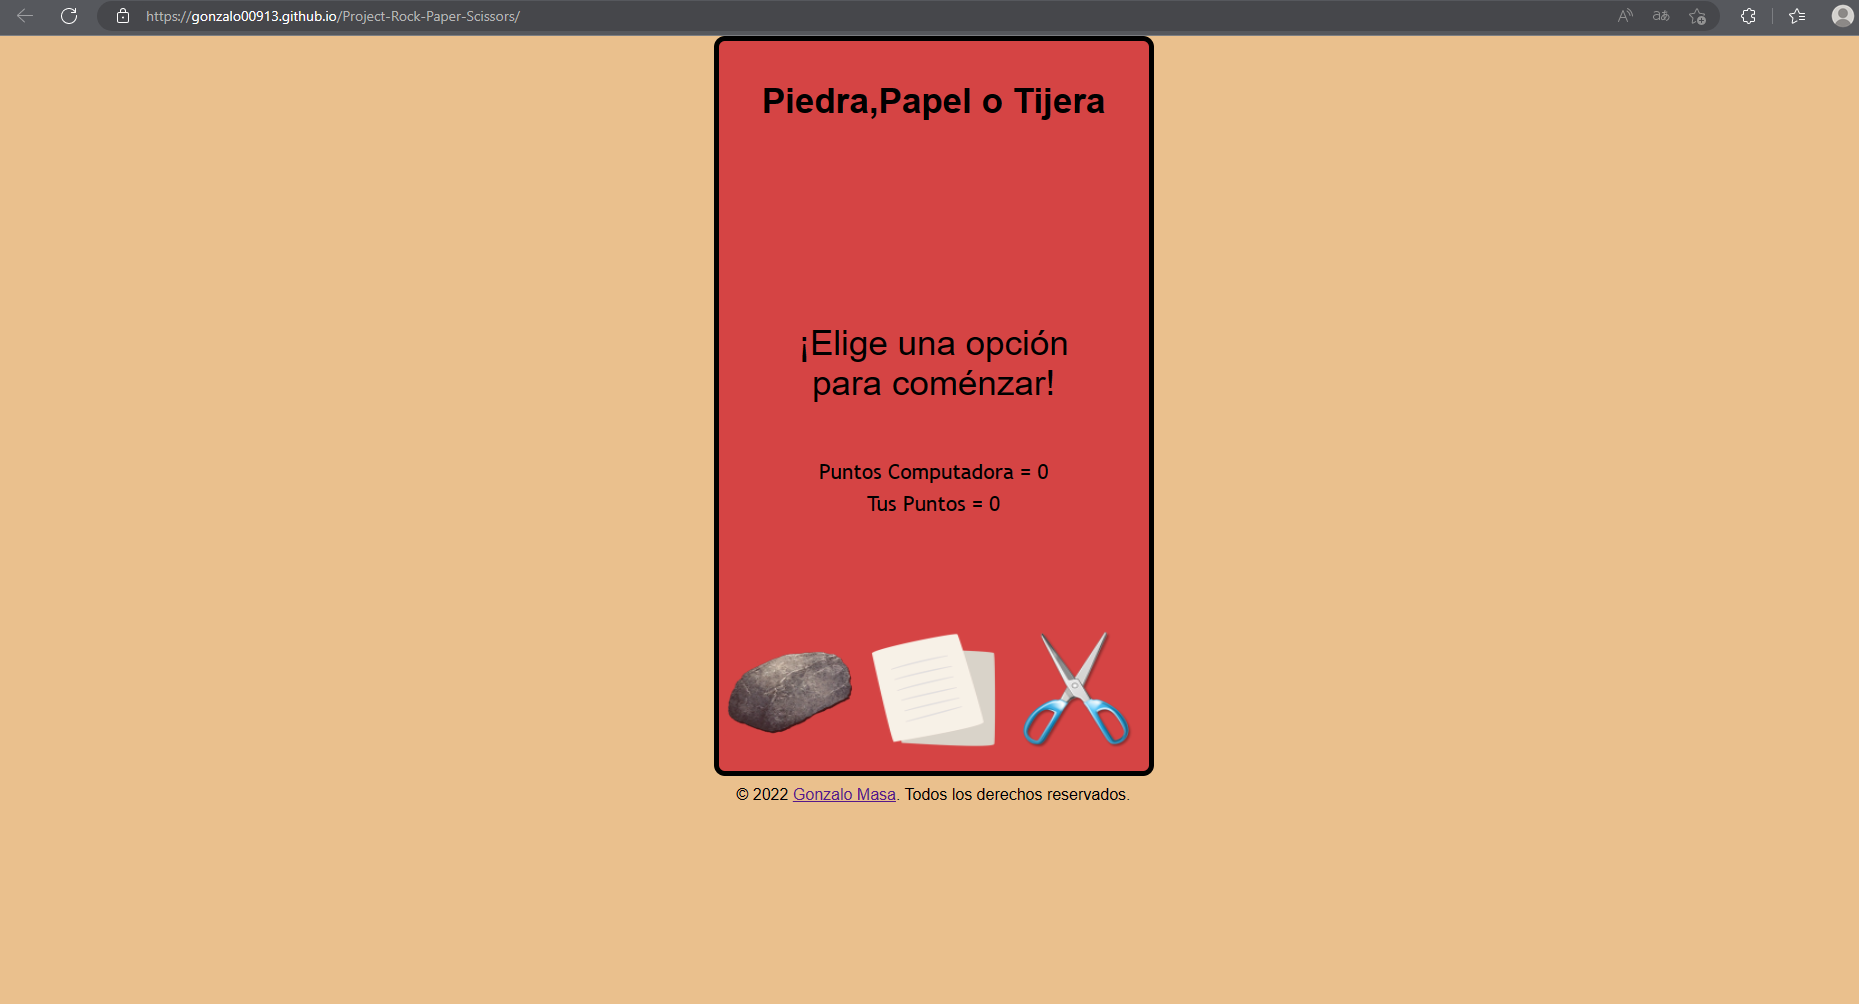 https://gonzalo00913.github.io/Project-Rock-Paper-Scissors/
Piedra,Papel o Tijera
¡Elige una opción
para coménzar!
Puntos Computadora = 0
Tus Puntos = 0
© 2022 Gonzalo Masa. Todos los derechos reservados.